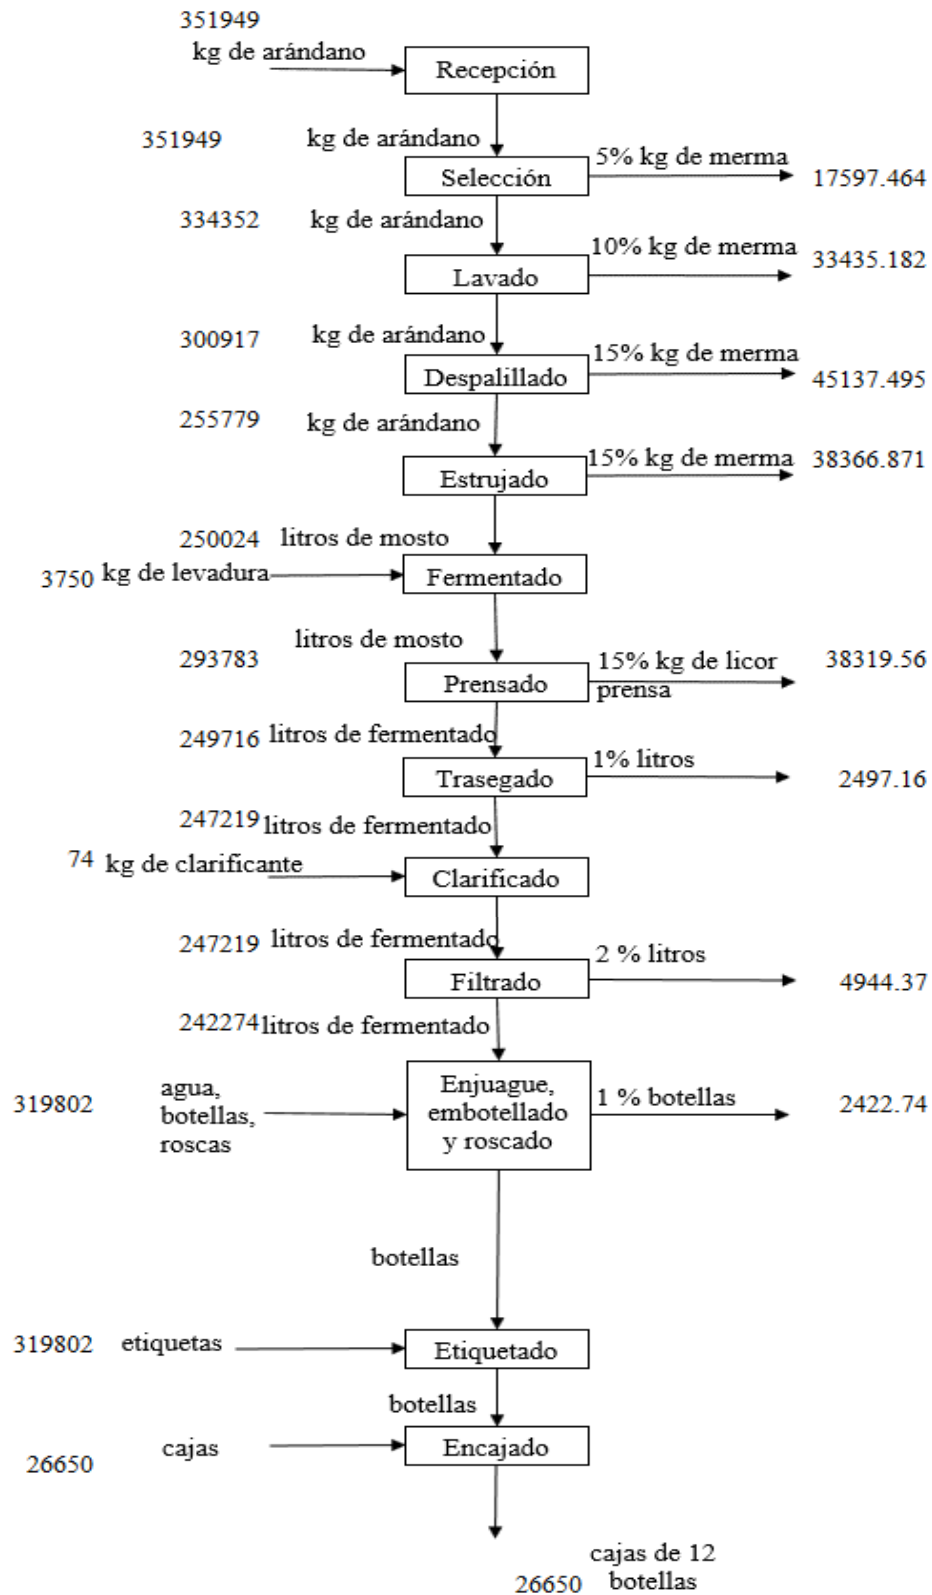 351949
kg de arándano
Recepción
351949 kg de arándano
Selección
5% kg de merma
17597.464
334352 kg de arándano
Lavado
10% kg de merma
33435.182
300917 kg de arándano
Despalillado
15% kg de merma
45137.495
255779 kg de arándano
Estrujado
15% kg de merma
38366.871
250024 litros de mosto
3750 kg de levadura
Fermentado
litros de mosto
293783
Prensado
15% kg de licor
prensa
38319.56
249716 litros de fermentado
Trasegado
1% litros
2497.16
247219 litros de fermentado
74 kg de clarificante
Clarificado
247219 litros de fermentado
Filtrado
2 % litros
4944.37
242274 litros de fermentado
319802
agua,
botellas,
roscas
Enjuague,
embotellado
y roscado
1 % botellas
2422.74
botellas
319802 etiquetas
Etiquetado
botellas
26650
cajas
Encajado
26650
cajas de 12
botellas